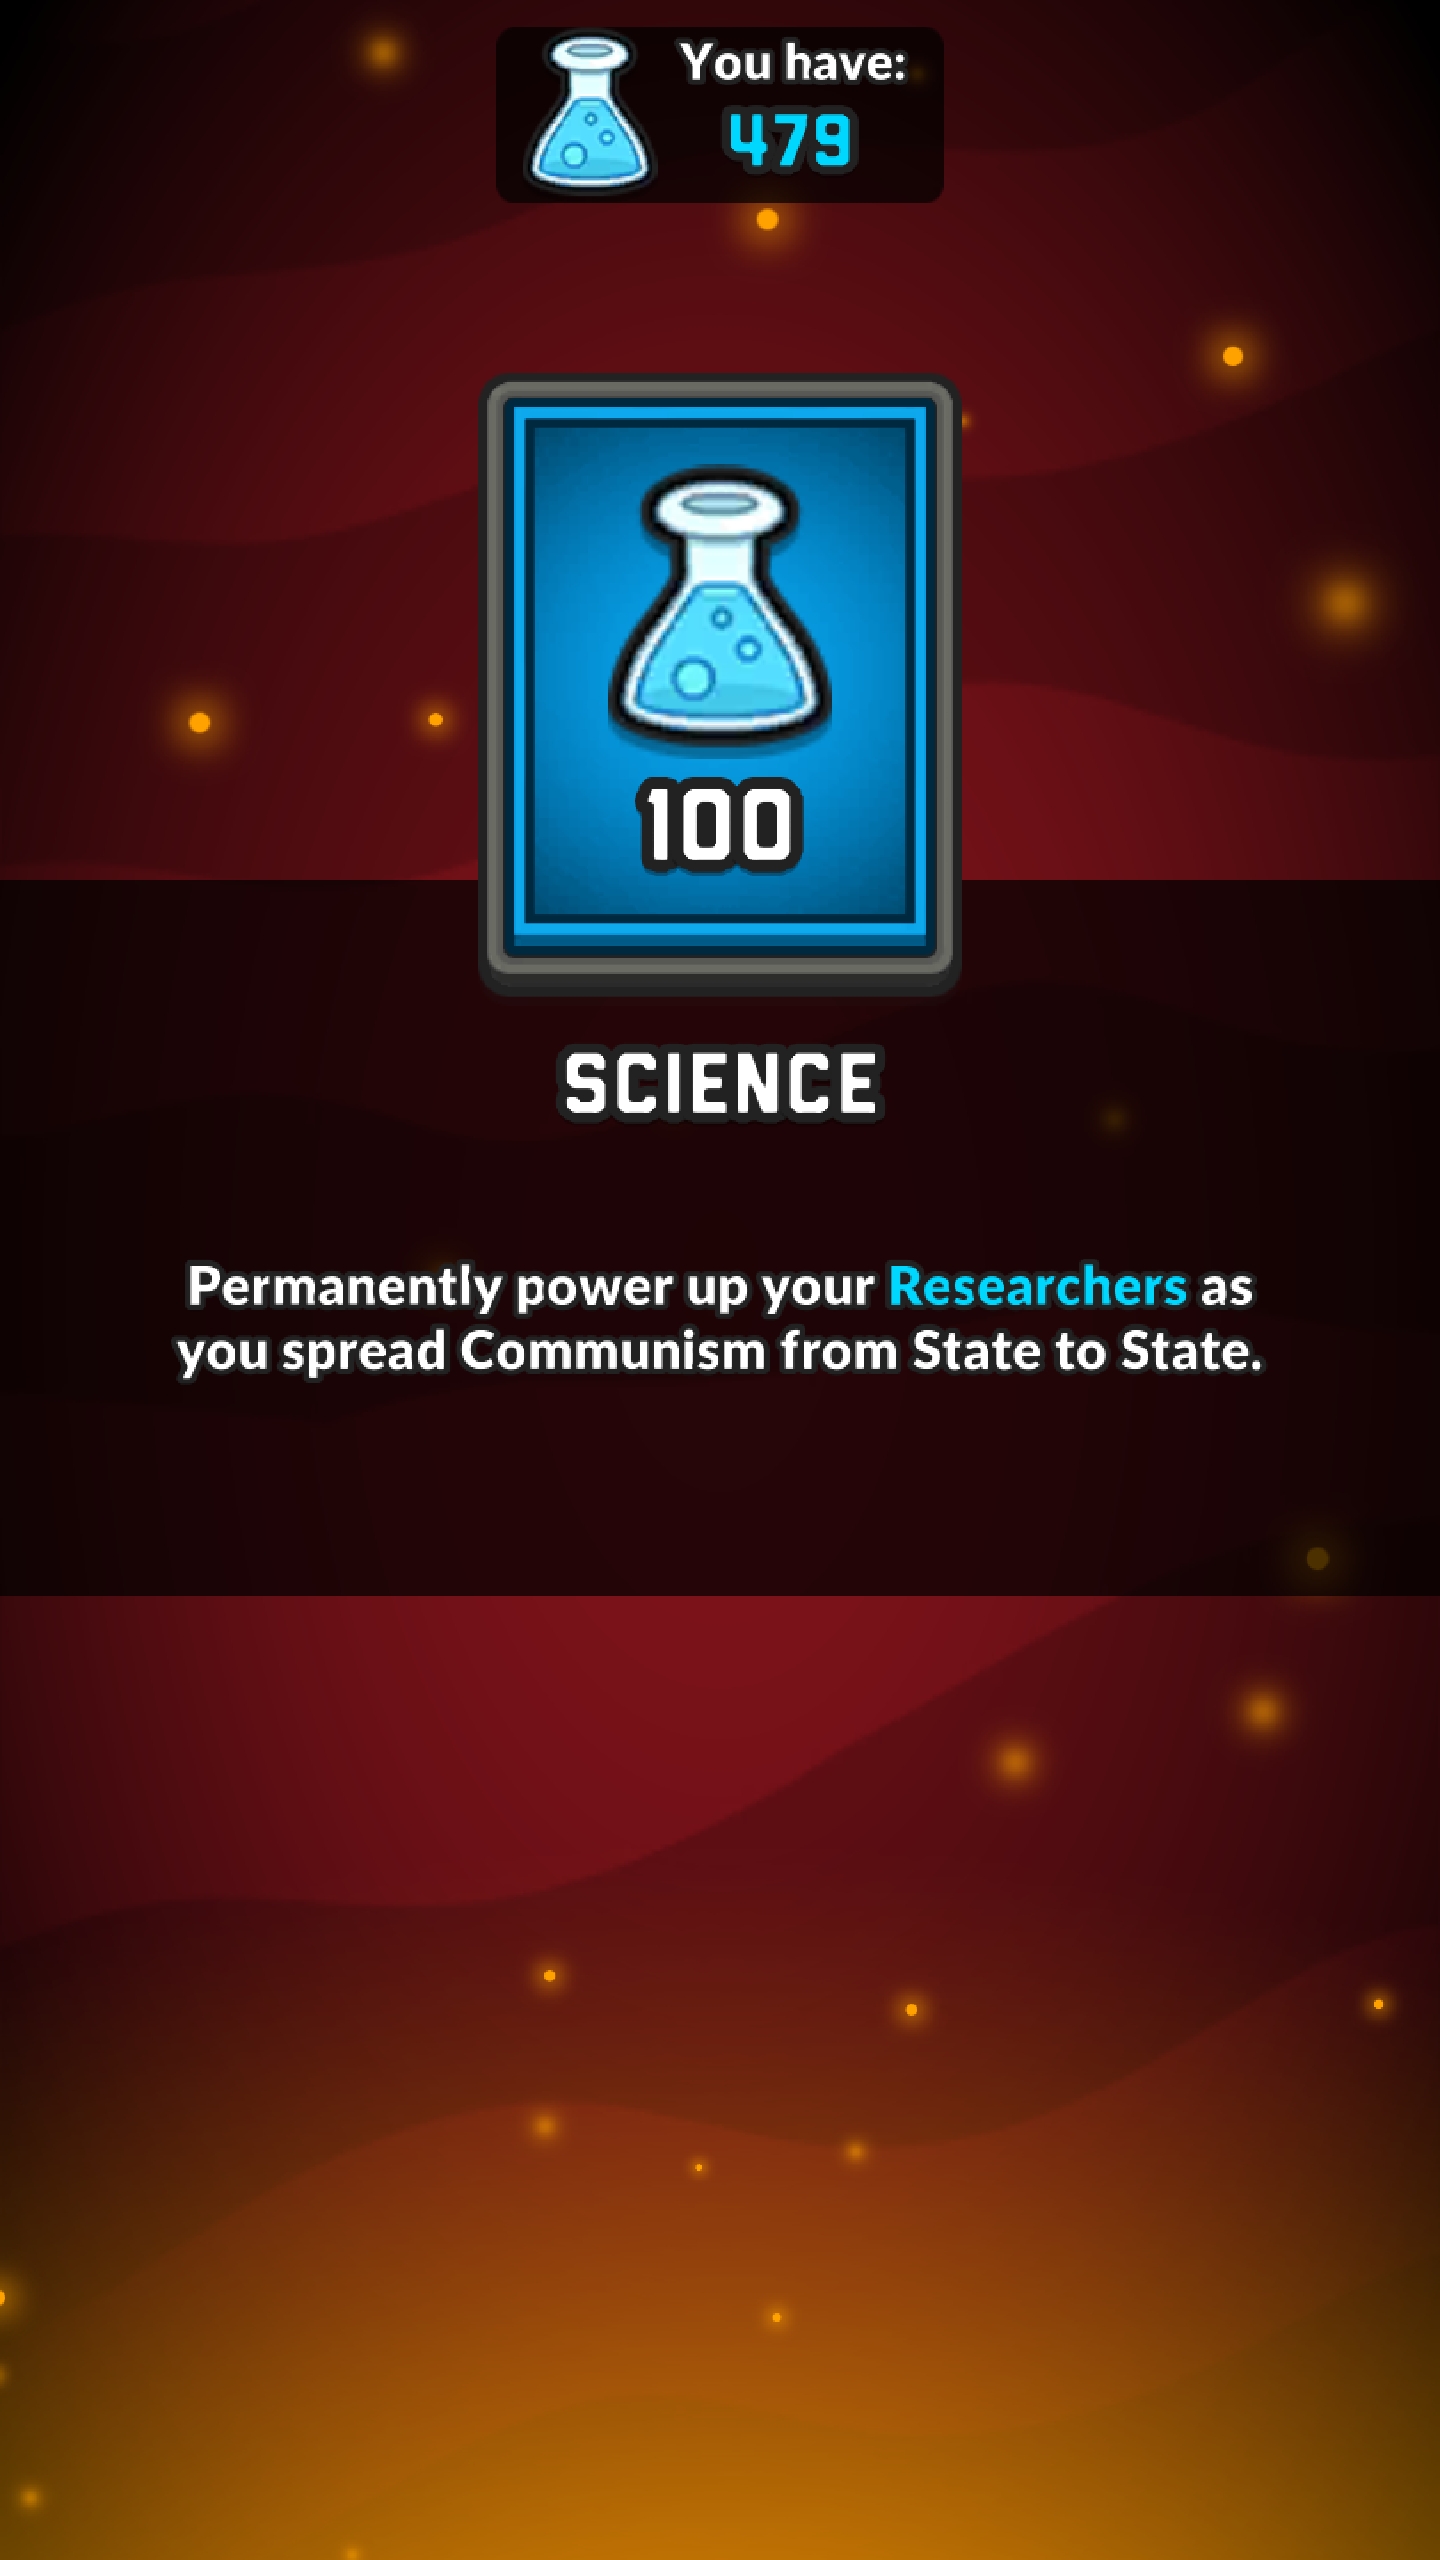 You have:
479
100
SCIENCE
Permanently power up your Researchers as
you spread Communism from State to State.